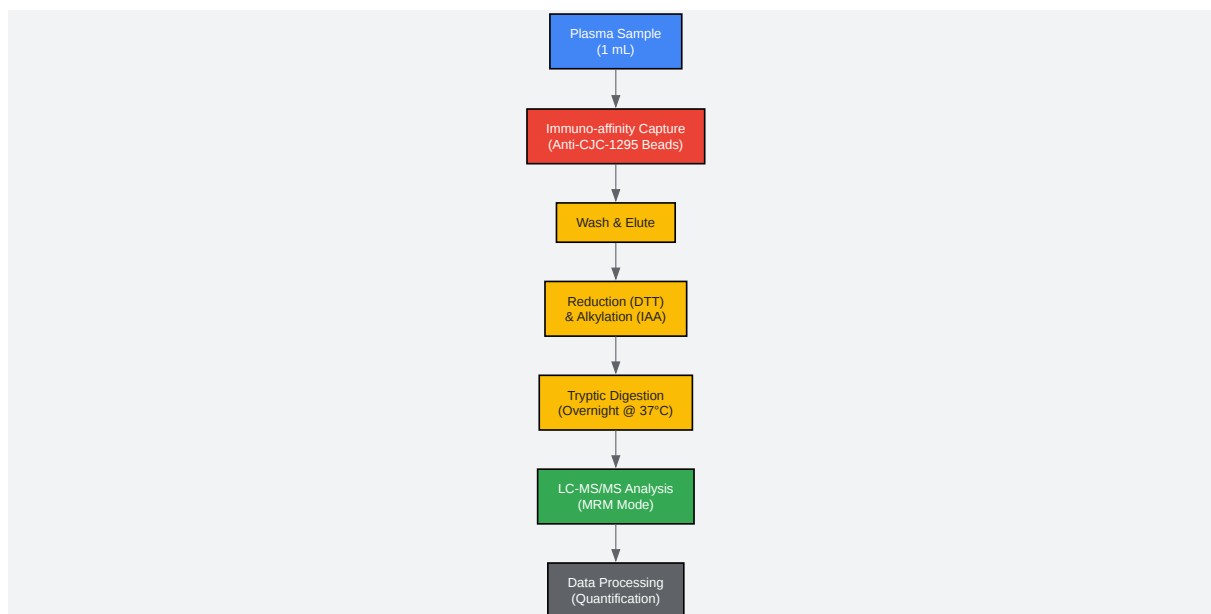 Plasma Sample
(1 mL)
Immuno-affinity Capture
(Anti-CJC-1295 Beads)
Wash & Elute
Reduction (DTT)
& Alkylation (IAA)
Tryptic Digestion
(Overnight @ 37°C)
LC-MS/MS Analysis
(MRM Mode)
Data Processing
(Quantification)